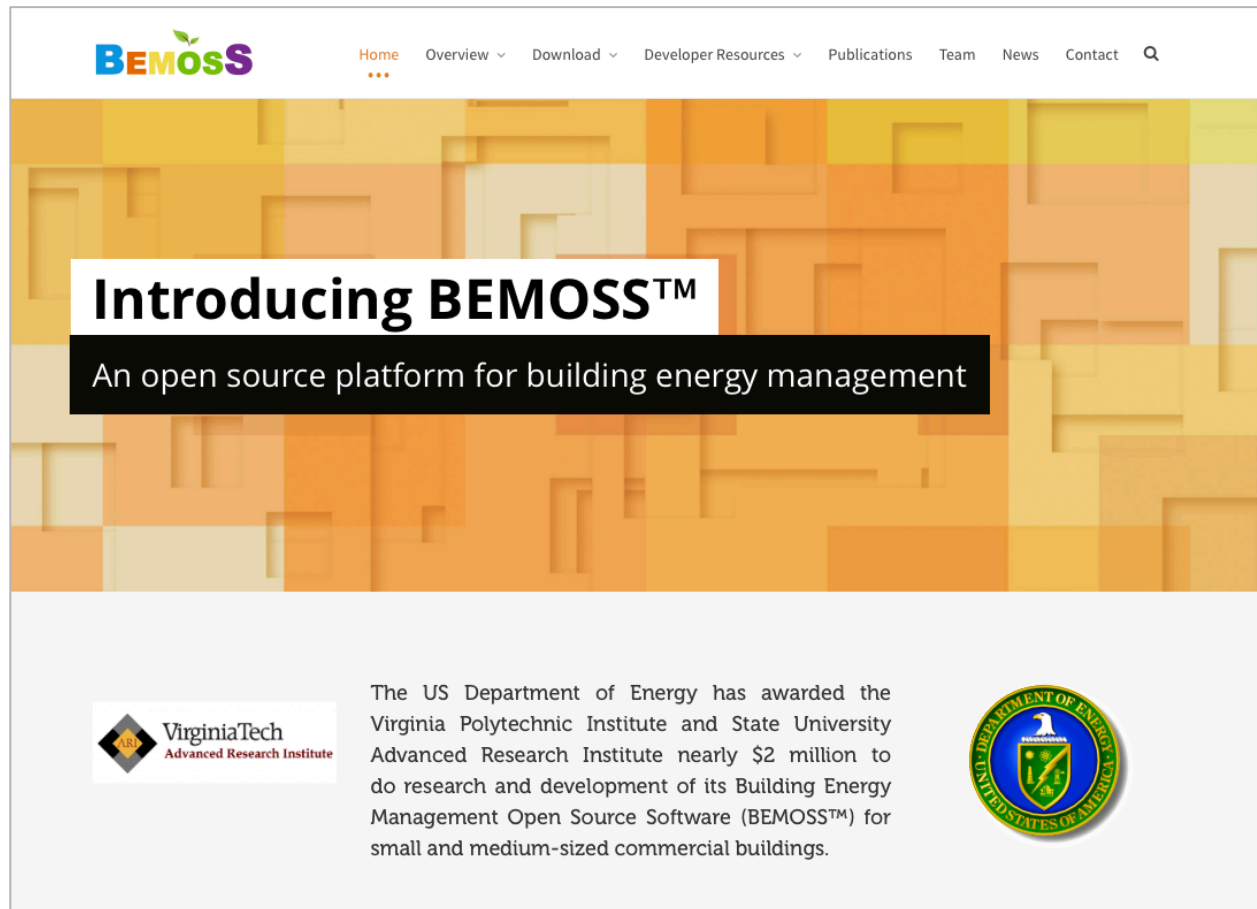 BEMOSS
Home Overview Download Developer Resources Publications Team News Contact
Introducing BEMOSS™
An open source platform for building energy management
ARI
VirginiaTech
Advanced Research Institute
The US Department of Energy has awarded the
Virginia Polytechnic Institute and State University
Advanced Research Institute nearly $2 million to
do research and development of its Building Energy
Management Open Source Software (BEMOSS™) for
small and medium-sized commercial buildings.
DEPARTMENT OF ENERGY
UNITED STATES OF AMERICA